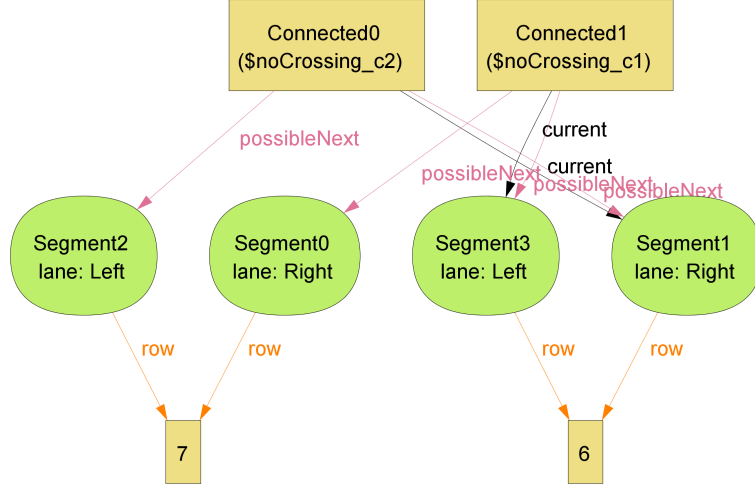 Connected0
($noCrossing_c2)
Connected1
($noCrossing_c1)
possibleNext
current
current
possibleNext
possibleNext
possibleNext
Segment2
lane: Left
Segment0
lane: Right
Segment3
lane: Left
Segment1
lane: Right
row
row
row
row
7
6